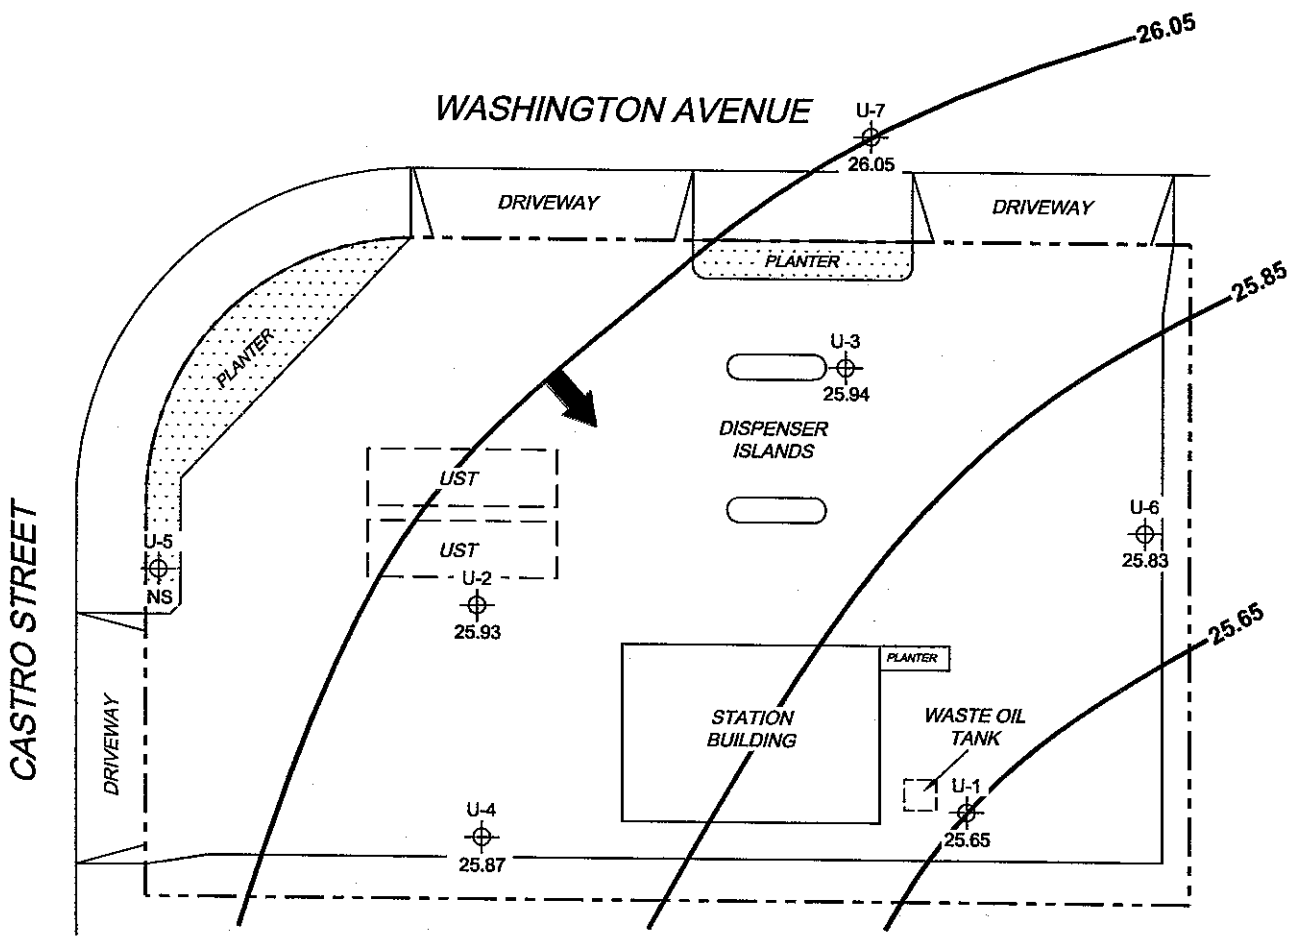 26.05
WASHINGTON AVENUE
U-7
26.05
DRIVEWAY
DRIVEWAY
PLANTER
25.85
PLANTER
U-3
25.94
DISPENSER
ISLANDS
UST
U-6
25.83
CASTRO STREET
U-5
NS
UST
U-2
25.93
25.65
PLANTER
DRIVEWAY
STATION
BUILDING
WASTE OIL
TANK
U-1
25.65
U-4
25.87